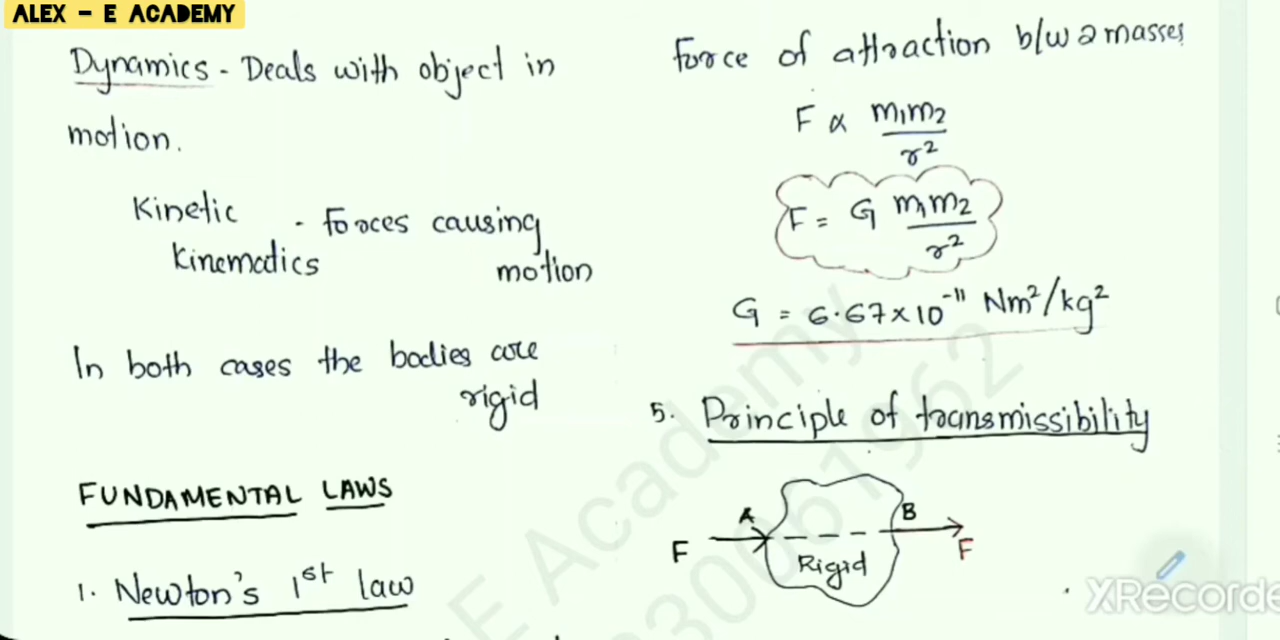 ALEX - E ACADEMY
Dynamics - Deals with object in
motion.
Kinetic - Forces causing
Kinematics motion
In both cases the bodies are
rigid
FUNDAMENTAL LAWS
1. Newton's 1st law
Force of attraction b/w 2 masses
F ∝ m1m2/r²
F = G m1m2/r²
G = 6.67×10⁻¹¹ Nm²/kg²
5. Principle of transmissibility
A
B
F
Rigid
F
E Academy
XRecorde